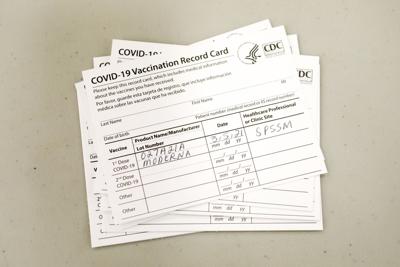 COVID-19
COVID-19 Vaccination Record Card
CDC
Please keep this record card, which includes medical information
about the vaccines you have received.
Por favor, guarde esta tarjeta de registro, que incluye información
médica sobre las vacunas que ha recibido.
Last Name
First Name
MI
Date of birth
Patient number (medical record or IIS record number)
Vaccine
Product Name/Manufacturer
Lot Number
Date
Healthcare Professional
or Clinic Site
1st Dose
COVID-19
MODERNA
mm dd yy
SPSSM
2nd Dose
COVID-19
mm dd yy
Other
mm dd yy
Other
mm dd yy